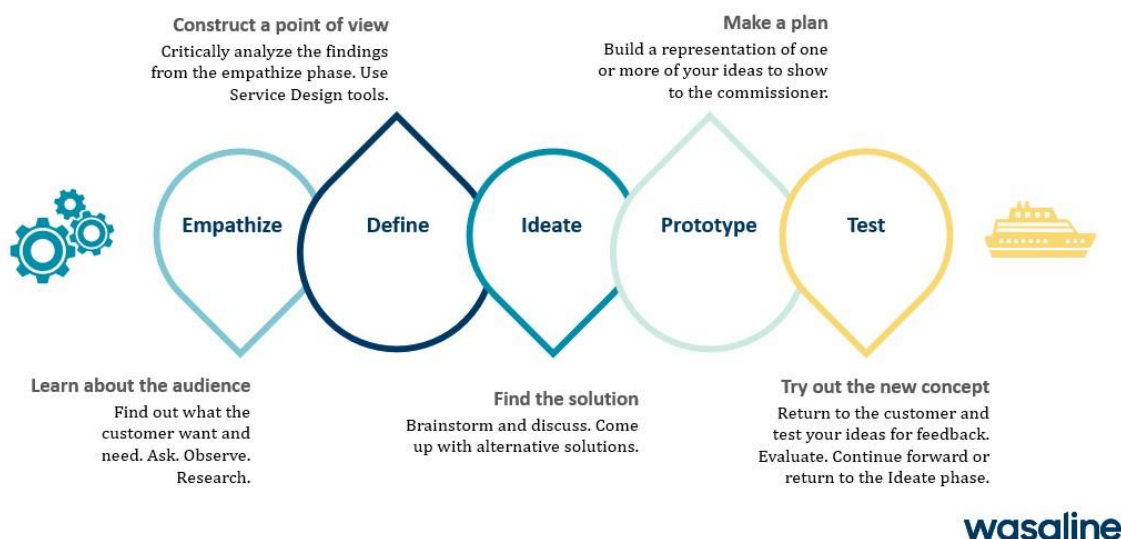 Construct a point of view
Critically analyze the findings
from the empathize phase. Use
Service Design tools.
Make a plan
Build a representation of one
or more of your ideas to show
to the commissioner.
Empathize
Define
Ideate
Prototype
Test
Learn about the audience
Find out what the
customer want and
need. Ask. Observe.
Research.
Find the solution
Brainstorm and discuss. Come
up with alternative solutions.
Try out the new concept
Return to the customer and
test your ideas for feedback.
Evaluate. Continue forward or
return to the Ideate phase.
wasaline